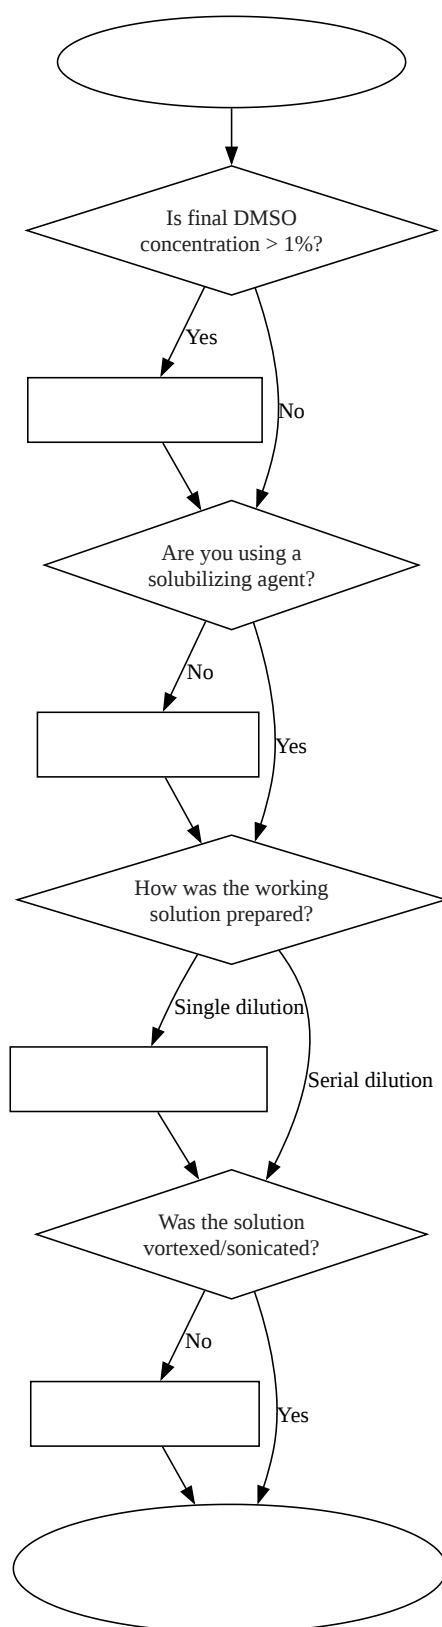 Is final DMSO
concentration > 1%?
Yes
No
Are you using a
solubilizing agent?
No
Yes
How was the working
solution prepared?
Single dilution
Serial dilution
Was the solution
vortexed/sonicated?
No
Yes